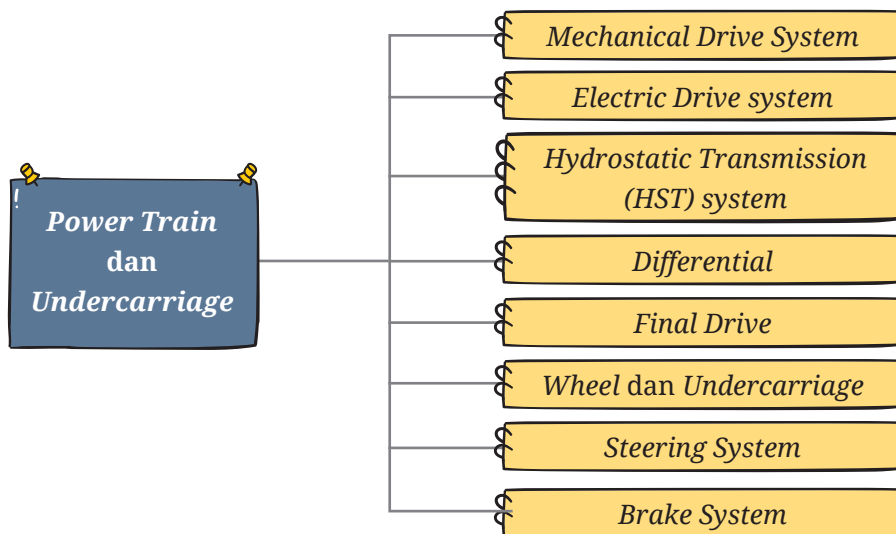 Mechanical Drive System
Electric Drive system
Hydrostatic Transmission
(HST) system
!
Power Train
dan
Undercarriage
Differential
Final Drive
Wheel dan Undercarriage
Steering System
Brake System